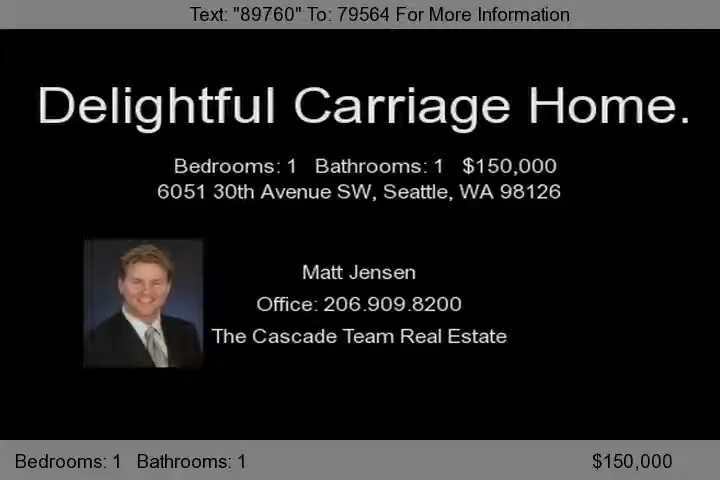 Text: "89760" To: 79564 For More Information
Delightful Carriage Home.
Bedrooms: 1 Bathrooms: 1 $150,000
6051 30th Avenue SW, Seattle, WA 98126
Matt Jensen
Office: 206.909.8200
The Cascade Team Real Estate
Bedrooms: 1 Bathrooms: 1 $150,000